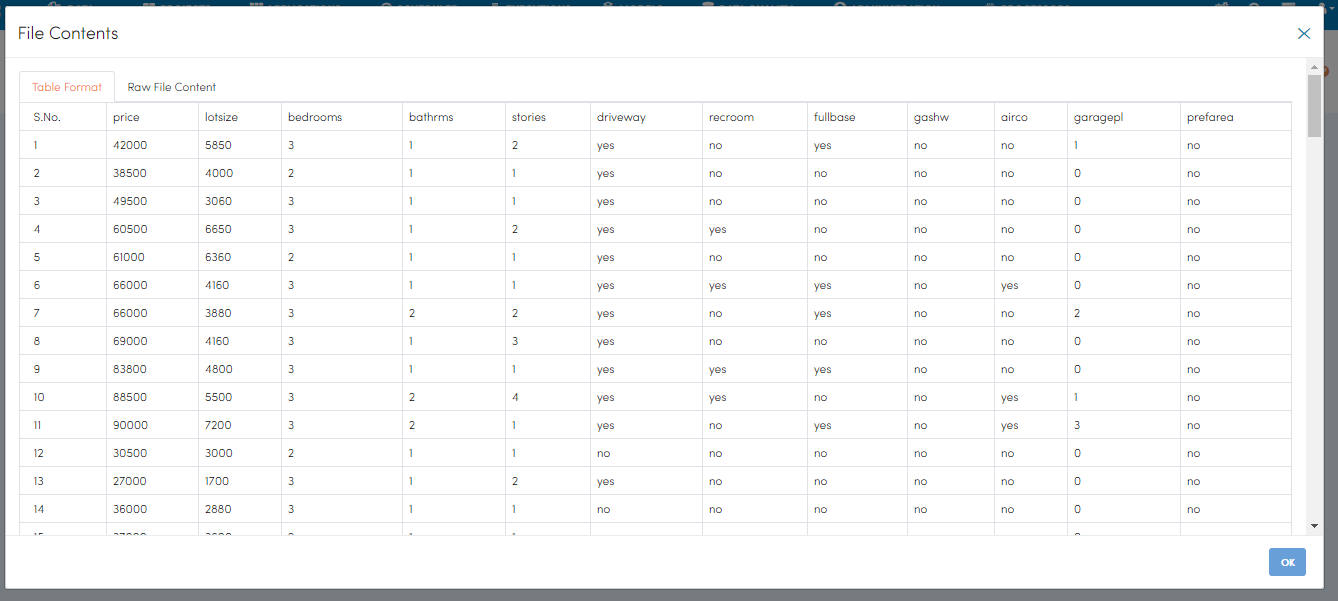 File Contents
Table Format Raw File Content
S.No. price lotsize bedrooms bathrms stories driveway recroom fullbase gashw airco garagepl prefarea
1 42000 5850 3 1 2 yes no yes no no 1 no
2 38500 4000 2 1 1 yes no no no no 0 no
3 49500 3060 3 1 1 yes no no no no 0 no
4 60500 6650 3 1 2 yes yes no no no 0 no
5 61000 6360 2 1 1 yes no no no no 0 no
6 66000 4160 3 1 1 yes yes yes no yes 0 no
7 66000 3880 3 2 2 yes no yes no no 2 no
8 69000 4160 3 1 3 yes no no no no 0 no
9 83800 4800 3 1 1 yes yes yes no no 0 no
10 88500 5500 3 2 4 yes yes no no yes 1 no
11 90000 7200 3 2 1 yes no yes no yes 3 no
12 30500 3000 2 1 1 no no no no no 0 no
13 27000 1700 3 1 2 yes no no no no 0 no
14 36000 2880 3 1 1 no no no no no 0 no
OK